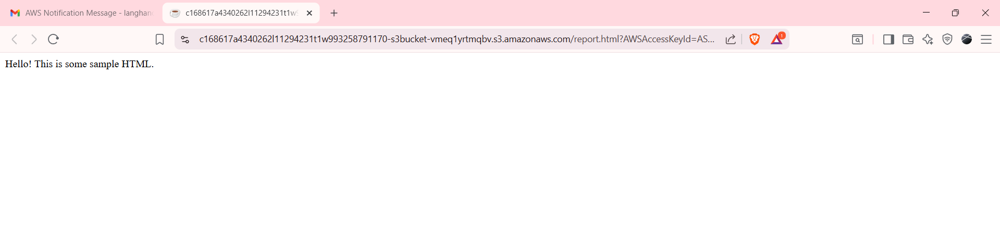 AWS Notification Message - langhan
c168617a4340262l11294231t1w9
c168617a4340262l11294231t1w993258791170-s3bucket-vmeq1yrtmqbv.s3.amazonaws.com/report.html?AWSAccessKeyId=AS...
1
Hello! This is some sample HTML.